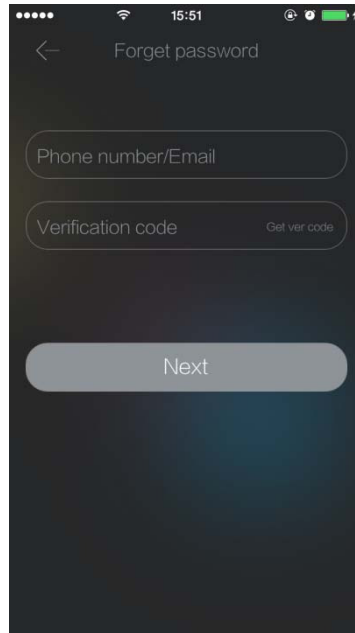 15:51
Forget password
Phone number/Email
Verification code Get ver code
Next